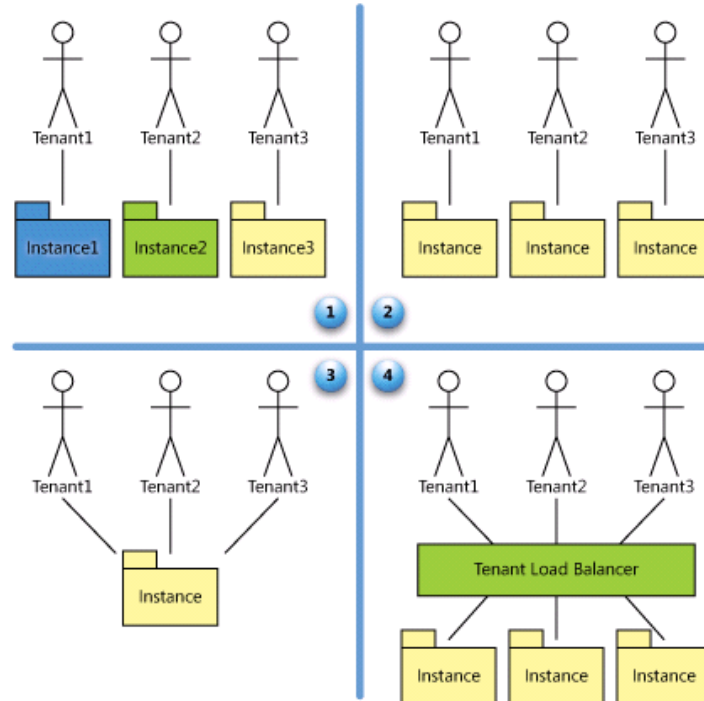 Tenant1 Tenant2 Tenant3
Instance1 Instance2 Instance3
1
Tenant1 Tenant2 Tenant3
Instance Instance Instance
2
3
Tenant1 Tenant2 Tenant3
Instance
4
Tenant1 Tenant2 Tenant3
Tenant Load Balancer
Instance Instance Instance